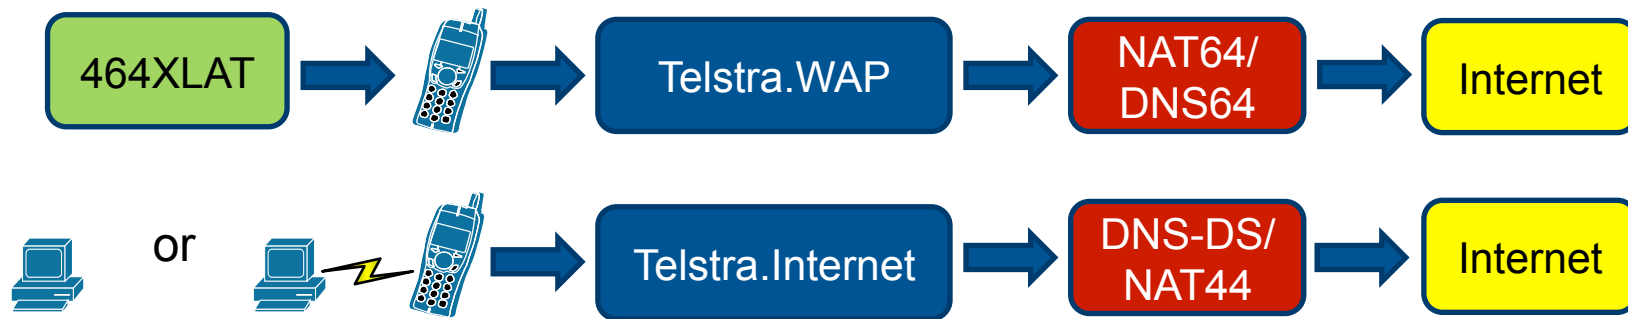 464XLAT
Telstra.WAP
NAT64/
DNS64
Internet
or
Telstra.Internet
DNS-DS/
NAT44
Internet